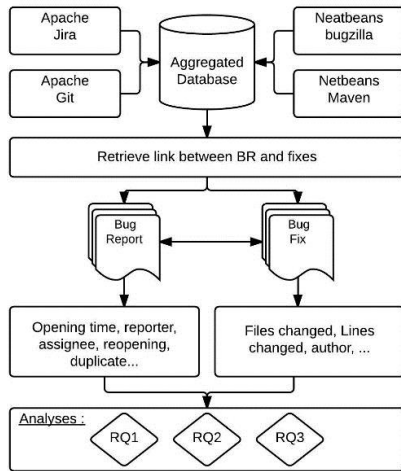 Apache
Jira
Apache
Git
Aggregated
Database
Neatbeans
bugzilla
Netbeans
Maven
Retrieve link between BR and fixes
Bug
Report
Bug
Fix
Opening time, reporter,
assignee, reopening,
duplicate...
Files changed, Lines
changed, author, ...
Analyses :
RQ1
RQ2
RQ3